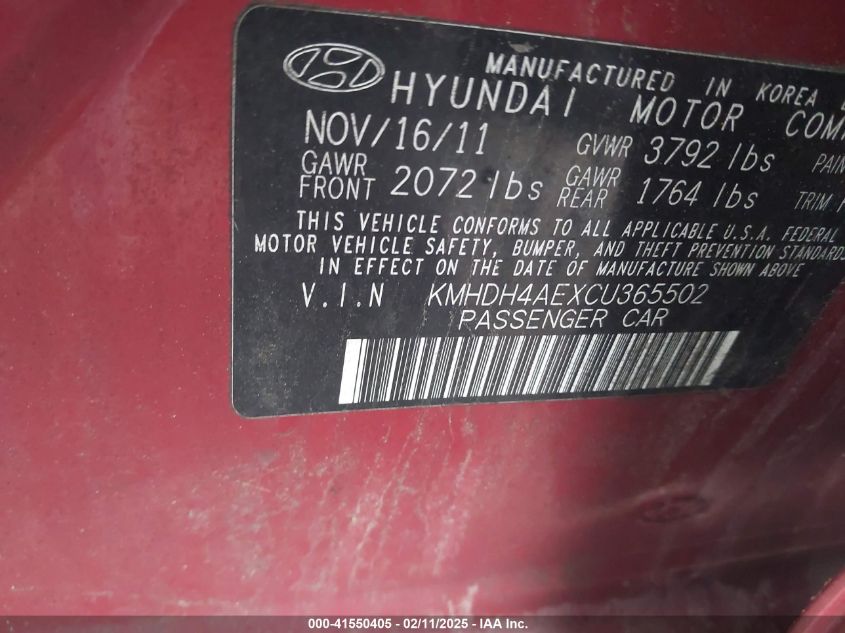 MANUFACTURED IN KOREA
HYUNDAI MOTOR
NOV/16/11 GVWR 3792 lbs
GAWR FRONT 2072 lbs GAWR REAR 1764 lbs TRIM
THIS VEHICLE CONFORMS TO ALL APPLICABLE U.S.A. FEDERAL
MOTOR VEHICLE SAFETY, BUMPER, AND THEFT PREVENTION STANDARDS
IN EFFECT ON THE DATE OF MANUFACTURE SHOWN ABOVE
V.I.N KMHDH4AEXCU365502
PASSENGER CAR
000-41550405 - 02/11/2025 - IAA Inc.